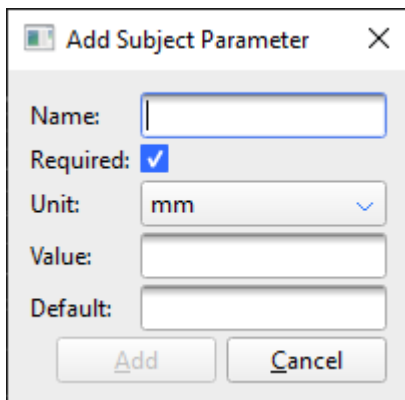 Add Subject Parameter
Name:
Required:
Unit: mm
Value:
Default:
Add Cancel